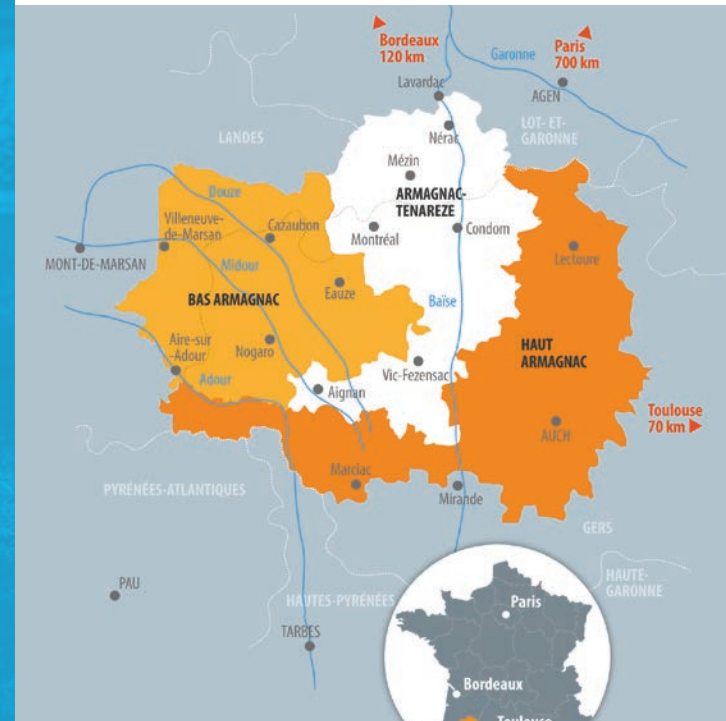 Bordeaux
120 km
Paris
700 km
Garonne
Lavardac
AGEN
LANDES
Nérac
LOT- ET-
GARONNE
Mézin
ARMAGNAC-
TENAREZE
Douze
Villeneuve-
de-Marsan
Cazaubon
Montréal
Condom
Lectoure
MONT-DE-MARSAN
Midour
Eauze
Baïse
BAS ARMAGNAC
Aire-sur
-Adour
Nogaro
HAUT
ARMAGNAC
Vic-Fezensac
Adour
Aignan
Toulouse
70 km
AUCH
Marciac
Mirande
PYRÉNÉES-ATLANTIQUES
GERS
PAU
HAUTES-PYRÉNÉES
HAUTE-
GARONNE
Paris
TARBES
Bordeaux
Toulouse